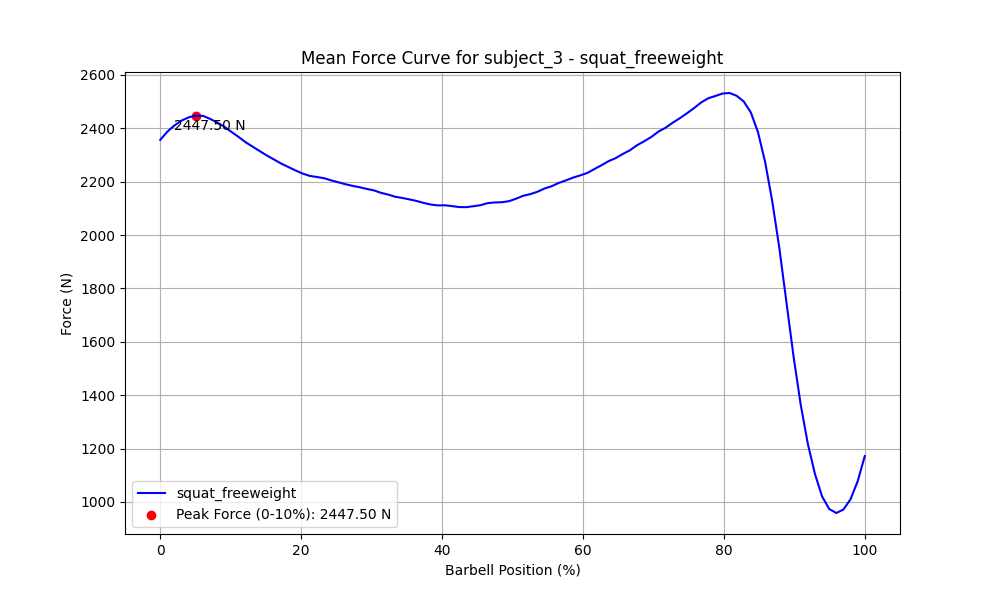 Mean Force Curve for subject_3 - squat_freeweight
2600
2400
2200
2000
1800
1600
1400
1200
1000
Force (N)
2447.50 N
squat_freeweight
Peak Force (0-10%): 2447.50 N
0
20
40
60
80
100
Barbell Position (%)